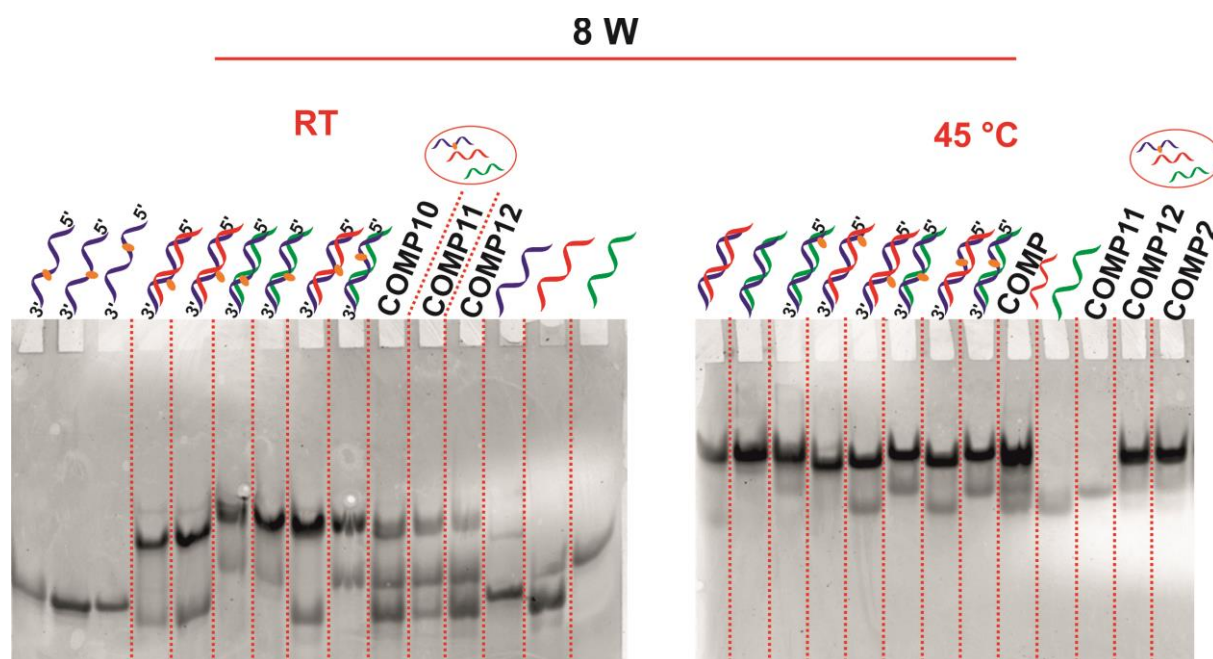 8 W
RT
45 °C
5' 5' 5' 5' 5' 5' 5' 5' 5' COMP10 COMP11 COMP12
3' 3' 3' 3' 3' 3' 3' 3' 3'
5' 5' 5' 5' 5' 5' COMP COMP11 COMP12 COMP2
3' 3' 3' 3' 3' 3'